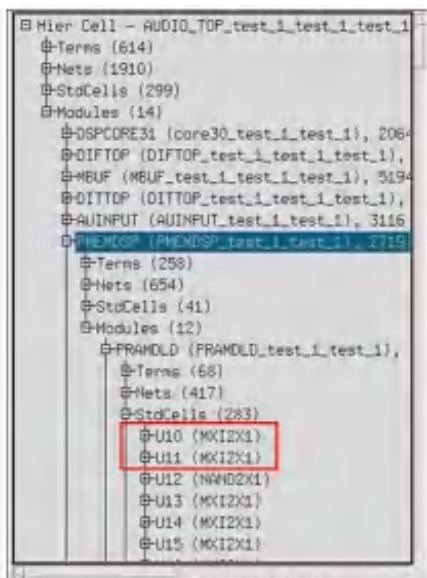 Hier Cell - AUDIO_TOP_test_1_test_1_test_1
Terms (614)
Nets (1910)
StdCells (299)
Modules (14)
DSPCORE31 (core30_test_1_test_1), 2064
DIFTOP (DIFTOP_test_1_test_1_test_1),
MBUF (MBUF_test_1_test_1_test_1), 5194
DITTOP (DITTOP_test_1_test_1_test_1),
AUINPUT (AUINPUT_test_1_test_1), 3116
PMEMDSP (PMEMDSP_test_1_test_1), 2719
Terms (258)
Nets (654)
StdCells (41)
Modules (12)
PRAMDLD (PRAMDLD_test_1_test_1),
Terms (68)
Nets (417)
StdCells (283)
U10 (MXI2X1)
U11 (MXI2X1)
U12 (NAND2X1)
U13 (MXI2X1)
U14 (MXI2X1)
U15 (MXI2X1)